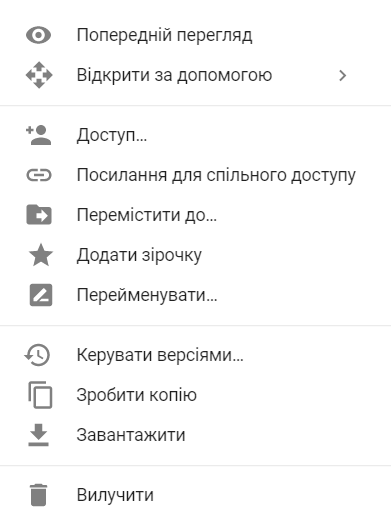 Попередній перегляд
Відкрити за допомогою
Доступ...
Посилання для спільного доступу
Перемістити до...
Додати зірочку
Перейменувати...
Керувати версіями...
Зробити копію
Завантажити
Вилучити